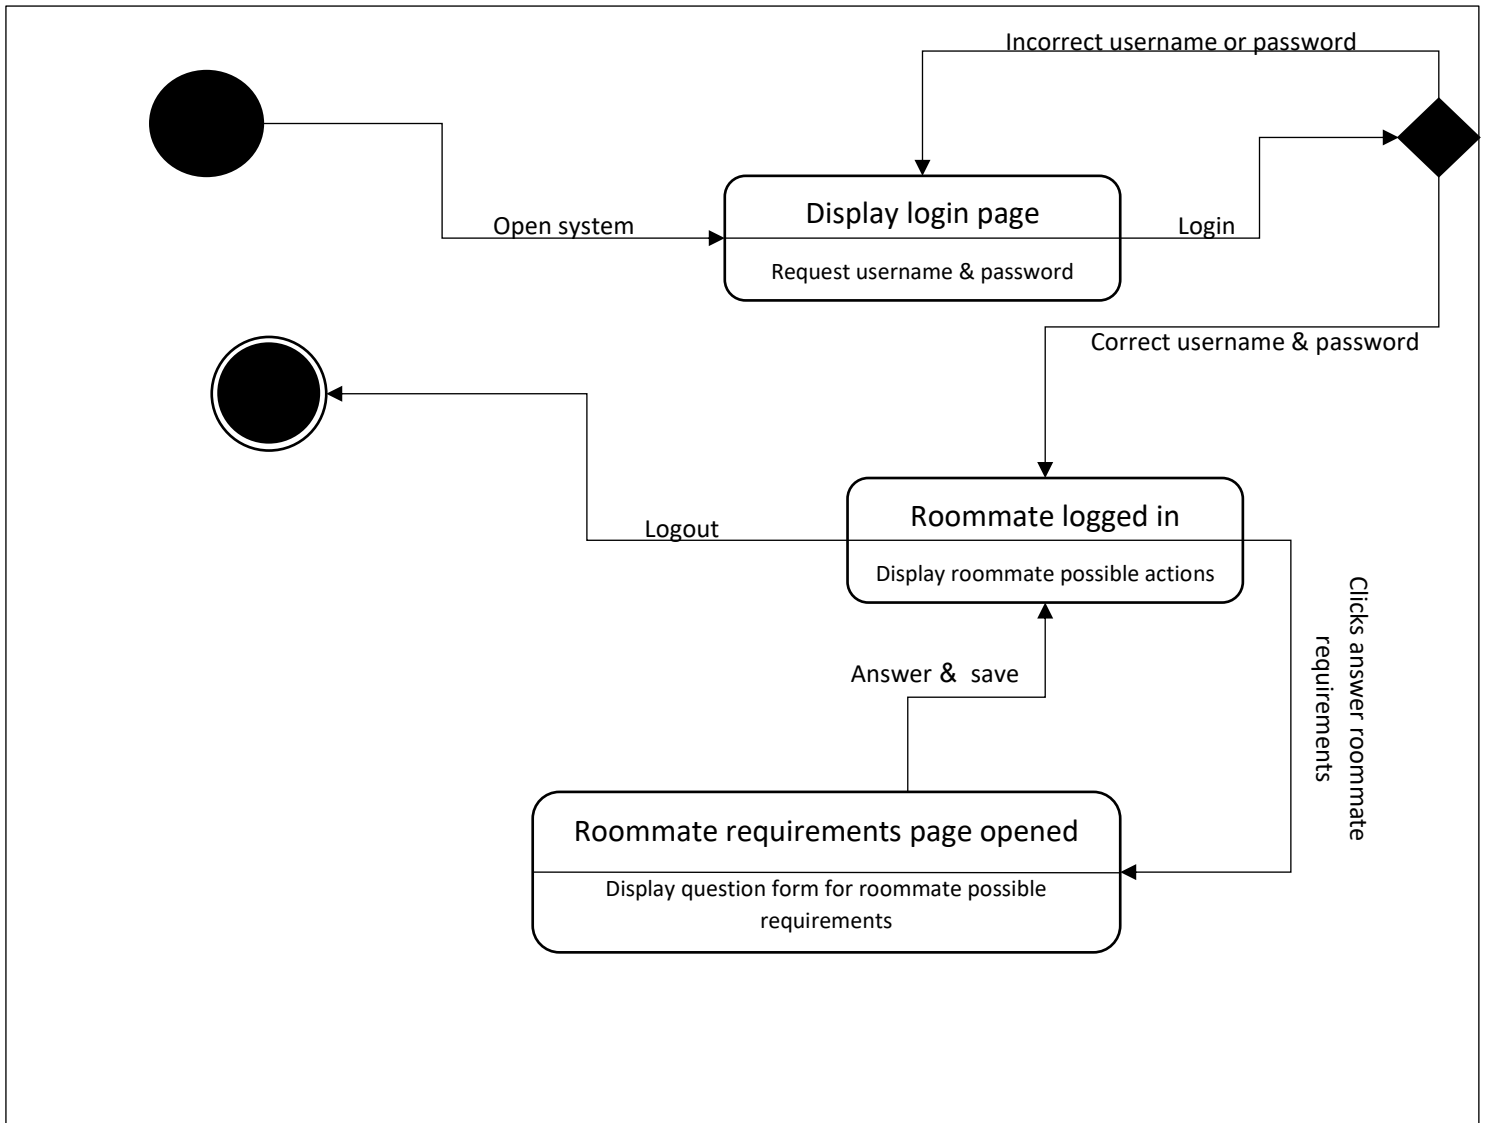 Incorrect username or password
Display login page
Open system
Login
Request username & password
Correct username & password
Roommate logged in
Logout
Display roommate possible actions
Clicks answer roommate
requirements
Answer &  save
Roommate requirements page opened
Display question form for roommate possible
requirements